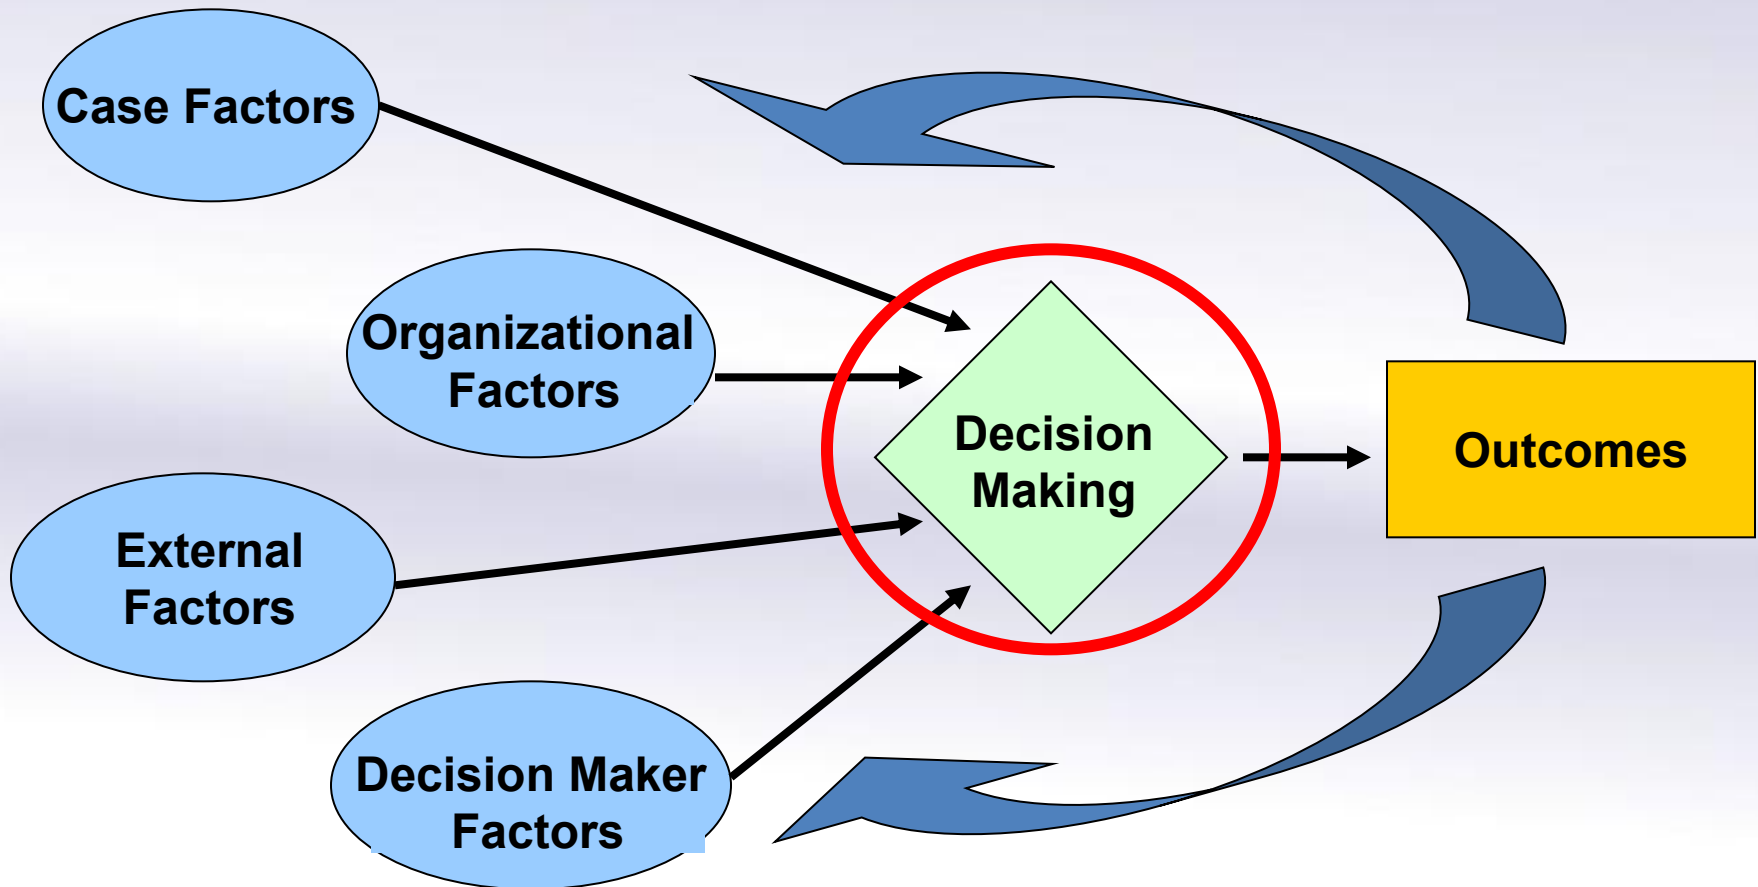 Case Factors
Organizational
Factors
Decision
Making
Outcomes
External
Factors
Decision Maker
Factors